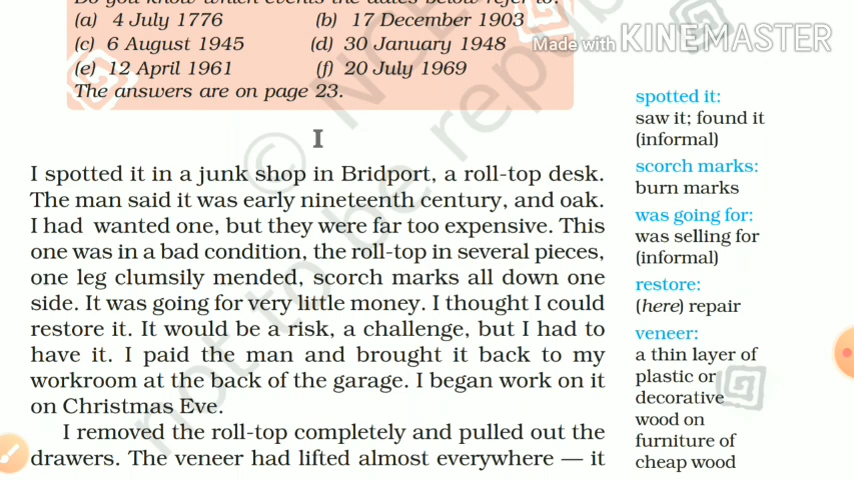 Do you know which events the dates below refer to?
(a) 4 July 1776 (b) 17 December 1903
(c) 6 August 1945 (d) 30 January 1948
(e) 12 April 1961 (f) 20 July 1969
The answers are on page 23.
Made with KINEMASTER
I
I spotted it in a junk shop in Bridport, a roll-top desk.
The man said it was early nineteenth century, and oak.
I had wanted one, but they were far too expensive. This
one was in a bad condition, the roll-top in several pieces,
one leg clumsily mended, scorch marks all down one
side. It was going for very little money. I thought I could
restore it. It would be a risk, a challenge, but I had to
have it. I paid the man and brought it back to my
workroom at the back of the garage. I began work on it
on Christmas Eve.
I removed the roll-top completely and pulled out the
drawers. The veneer had lifted almost everywhere — it
spotted it:
saw it; found it
(informal)
scorch marks:
burn marks
was going for:
was selling for
(informal)
restore:
(here) repair
veneer:
a thin layer of
plastic or
decorative
wood on
furniture of
cheap wood
© NCE
not to be repub